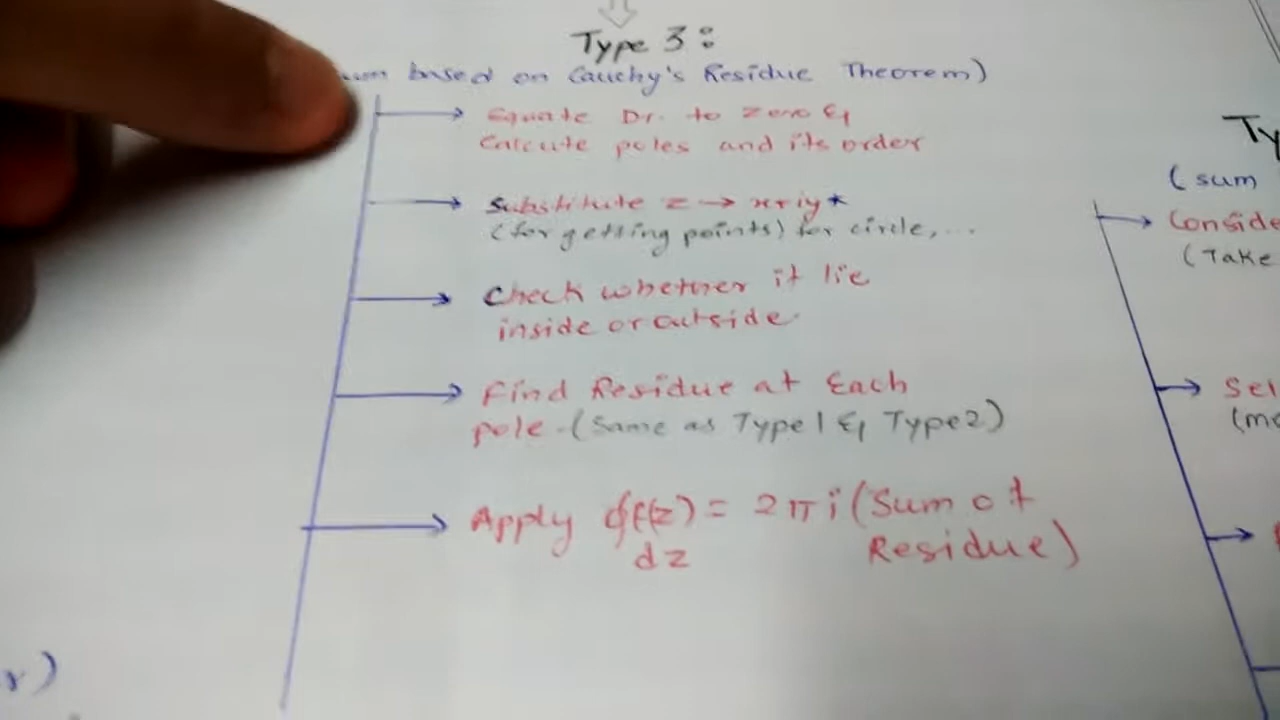 Type 3:
based on Cauchy's Residue Theorem)
Equate Dr. to zero &
Calculate poles and its order
Substitute z → x+iy*
(for getting points) for circle, ...
Check whether it lie
inside or outside.
Find Residue at Each
pole. (Same as Type 1 & Type 2)
Apply ∮f(z) = 2πi (Sum of
dz Residue)
Ty
(sum
Conside
(Take
Sel
(mo
r)